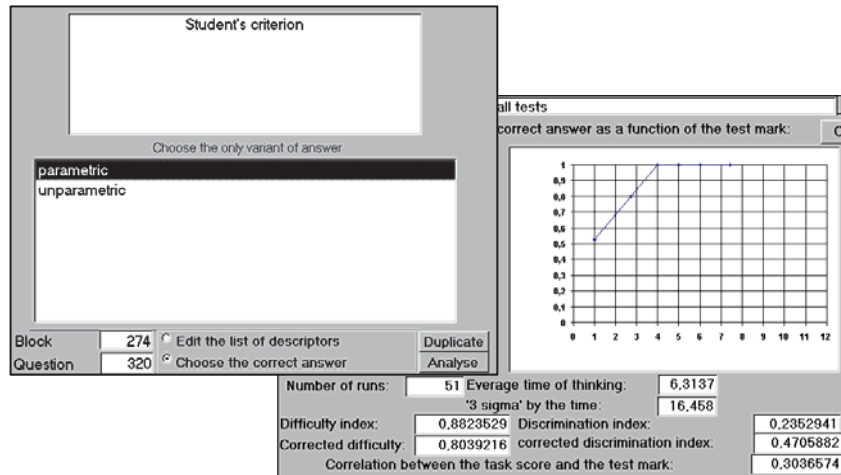 Student's criterion
Choose the only variant of answer
parametric
unparametric
Block 274 Edit the list of descriptors Duplicate
Question 320 Choose the correct answer Analyse
all tests
correct answer as a function of the test mark:
1
0,9
0,8
0,7
0,6
0,5
0,4
0,3
0,2
0,1
0
0 1 2 3 4 5 6 7 8 9 10 11 12
Number of runs: 51 Everage time of thinking: 6,3137
'3 sigma' by the time: 16,458
Difficulty index: 0,8823529 Discrimination index: 0,2352941
Corrected difficulty: 0,8039216 corrected discrimination index: 0,4705882
Correlation between the task score and the test mark: 0,3036574